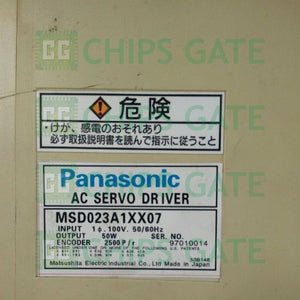 CHIPS GATE
危険
・けが、感電のおそれあり
必ず取扱説明書を読んで指示に従うこと
Panasonic
AC SERVO DRIVER
MSD023A1XX07
INPUT 1φ. 100V. 50/60Hz
OUTPUT 50W SER. NO.
ENCODER 2500P/r 97010014
Matsushita Electric Industrial Co., Ltd Made in Japan